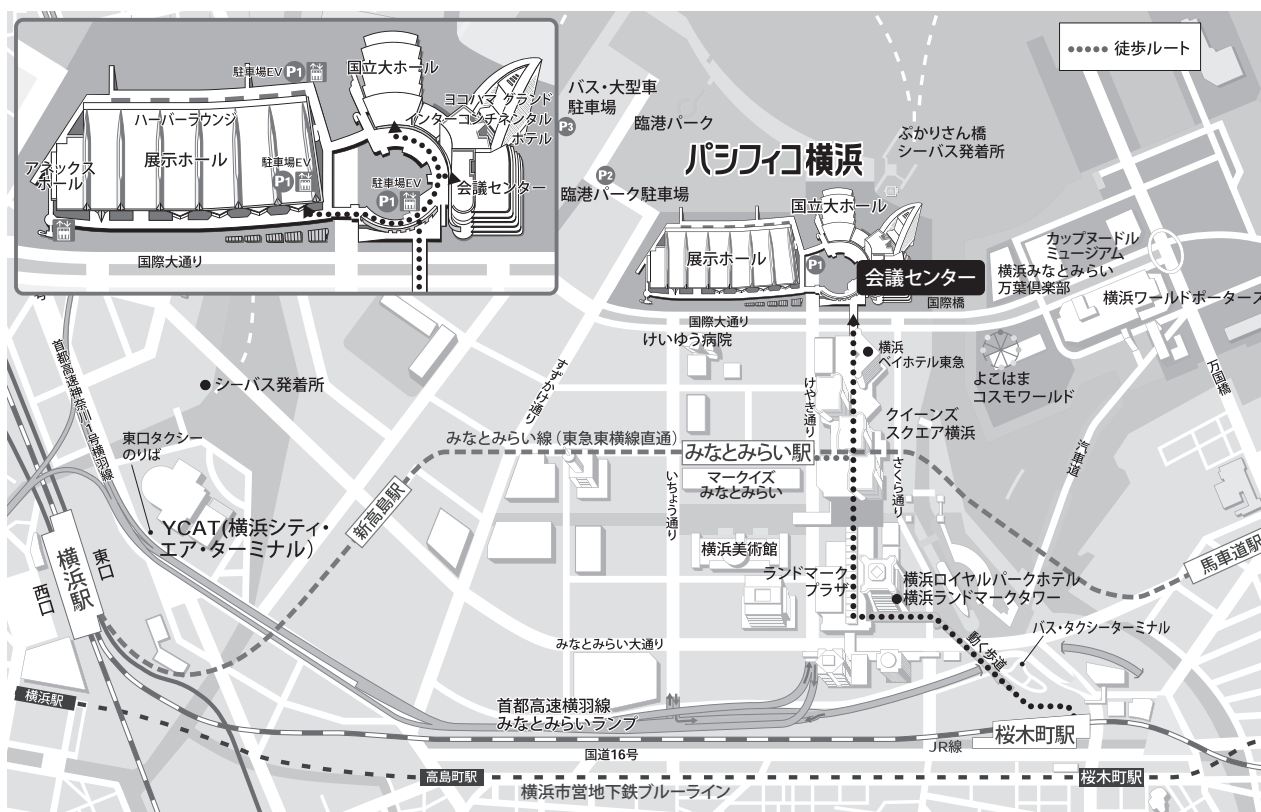 徒歩ルート
駐車場EV P1
国立大ホール
ハーバーラウンジ
ヨコハマ グランド
インターコンチネンタル
ホテル
展示ホール
アネックス
ホール
駐車場EV
P1
駐車場EV
P1
会議センター
国際大通り
バス・大型車
駐車場
P3
臨港パーク
P2
臨港パーク駐車場
ぷかりさん橋
シーバス発着所
パシフィコ横浜
国立大ホール
展示ホール
P1
会議センター
国際橋
カップヌードル
ミュージアム
横浜みなとみらい
万葉倶楽部
横浜ワールドポーターズ
国際大通り
けいゆう病院
横浜
ベイホテル東急
よこはま
コスモワールド
万国橋
首都高速神奈川1号横羽線
シーバス発着所
すずかけ通り
けやき通り
クイーンズ
スクエア横浜
汽車道
東口タクシー
のりば
みなとみらい線（東急東横線直通）
みなとみらい駅
マークイズ
みなとみらい
いちょう通り
さくら通り
新高島駅
YCAT(横浜シティ・
エア・ターミナル）
横浜駅
東口
西口
横浜美術館
ランドマーク
プラザ
横浜ロイヤルパークホテル
横浜ランドマークタワー
馬車道駅
バス・タクシーターミナル
動く歩道
みなとみらい大通り
横浜駅
首都高速横羽線
みなとみらいランプ
桜木町駅
国道16号
JR線
高島町駅
桜木町駅
横浜市営地下鉄ブルーライン